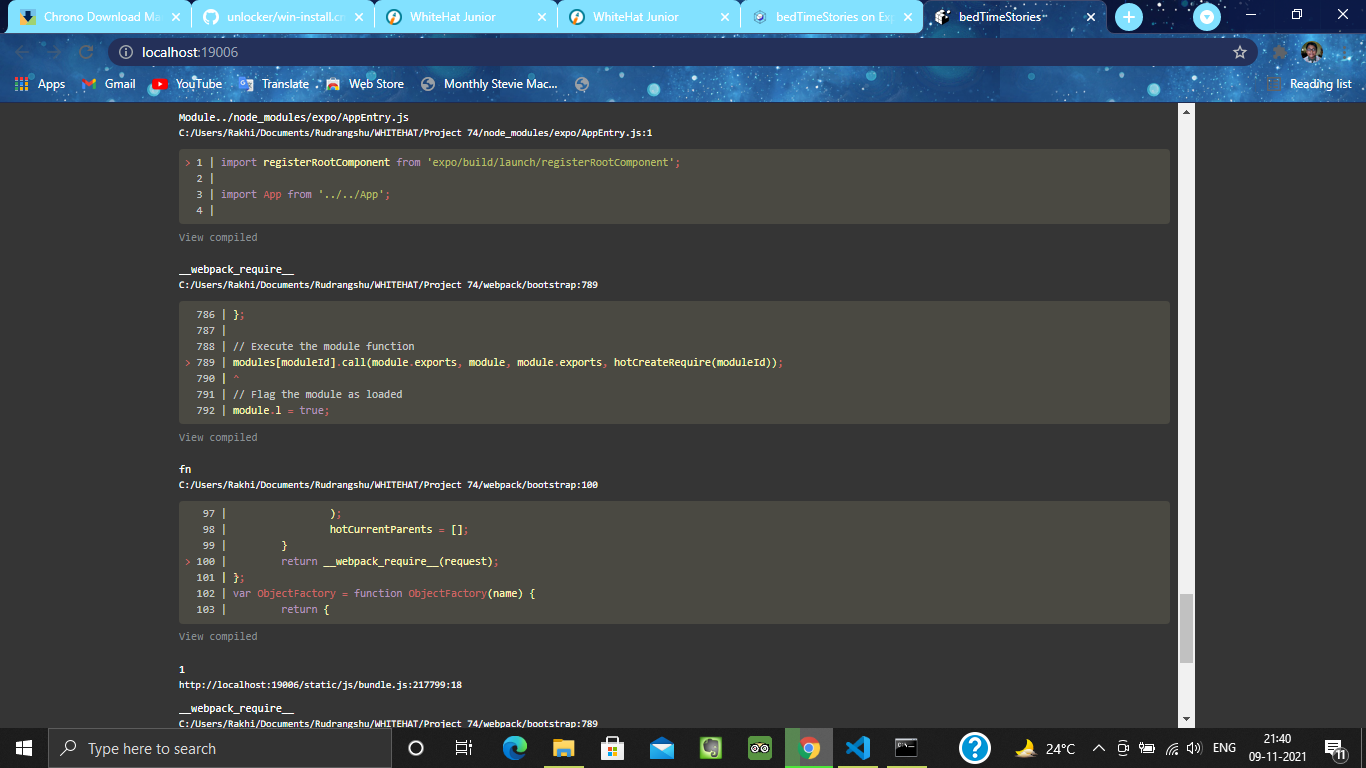 Chrono Download Ma
unlocker/win-install.cm
WhiteHat Junior
WhiteHat Junior
bedTimeStories on Exp
bedTimeStories
localhost:19006
Apps
Gmail
YouTube
Translate
Web Store
Monthly Stevie Mac...
Reading list
Module../node_modules/expo/AppEntry.js
C:/Users/Rakhi/Documents/Rudrangshu/WHITEHAT/Project 74/node_modules/expo/AppEntry.js:1
> 1 | import registerRootComponent from 'expo/build/launch/registerRootComponent';
2 |
3 | import App from '../../App';
4 |
View compiled
__webpack_require__
C:/Users/Rakhi/Documents/Rudrangshu/WHITEHAT/Project 74/webpack/bootstrap:789
786 | };
787 |
788 | // Execute the module function
> 789 | modules[moduleId].call(module.exports, module, module.exports, hotCreateRequire(moduleId));
790 | ^
791 | // Flag the module as loaded
792 | module.l = true;
View compiled
fn
C:/Users/Rakhi/Documents/Rudrangshu/WHITEHAT/Project 74/webpack/bootstrap:100
97 | );
98 | hotCurrentParents = [];
99 | }
> 100 | return __webpack_require__(request);
101 | };
102 | var ObjectFactory = function ObjectFactory(name) {
103 | return {
View compiled
1
http://localhost:19006/static/js/bundle.js:217799:18
__webpack_require__
C:/Users/Rakhi/Documents/Rudrangshu/WHITEHAT/Project 74/webpack/bootstrap:789
Type here to search
24°C
ENG
21:40
09-11-2021
11